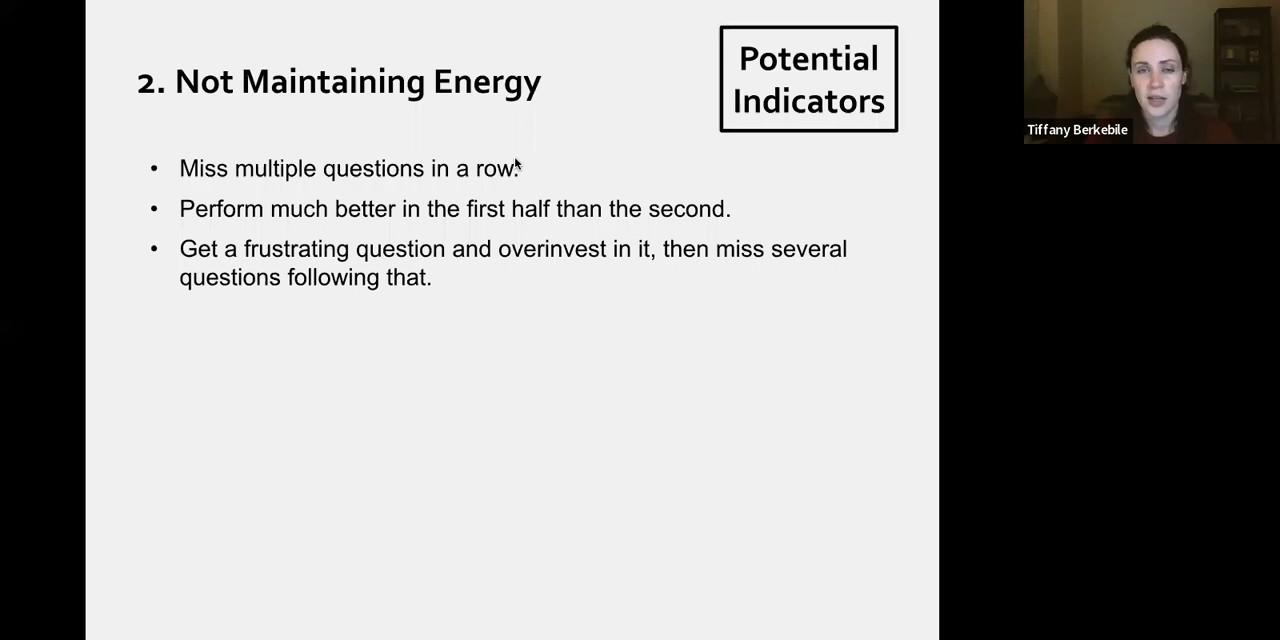 2. Not Maintaining Energy
Potential
Indicators
• Miss multiple questions in a row.
• Perform much better in the first half than the second.
• Get a frustrating question and overinvest in it, then miss several
questions following that.
Tiffany Berkebile